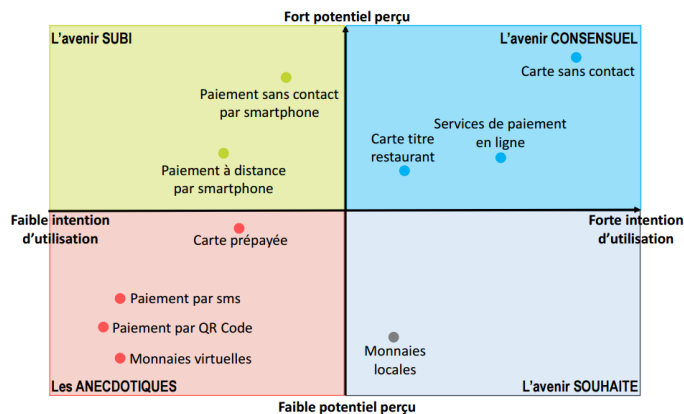 Fort potentiel perçu
L'avenir SUBI
L'avenir CONSENSUEL
Carte sans contact
Paiement sans contact
par smartphone
Services de paiement
en ligne
Carte titre
restaurant
Paiement à distance
par smartphone
Faible intention
d'utilisation
Forte intention
d'utilisation
Carte prépayée
Paiement par sms
Paiement par QR Code
Monnaies virtuelles
Monnaies
locales
Les ANECDOTIQUES
L'avenir SOUHAITE
Faible potentiel perçu